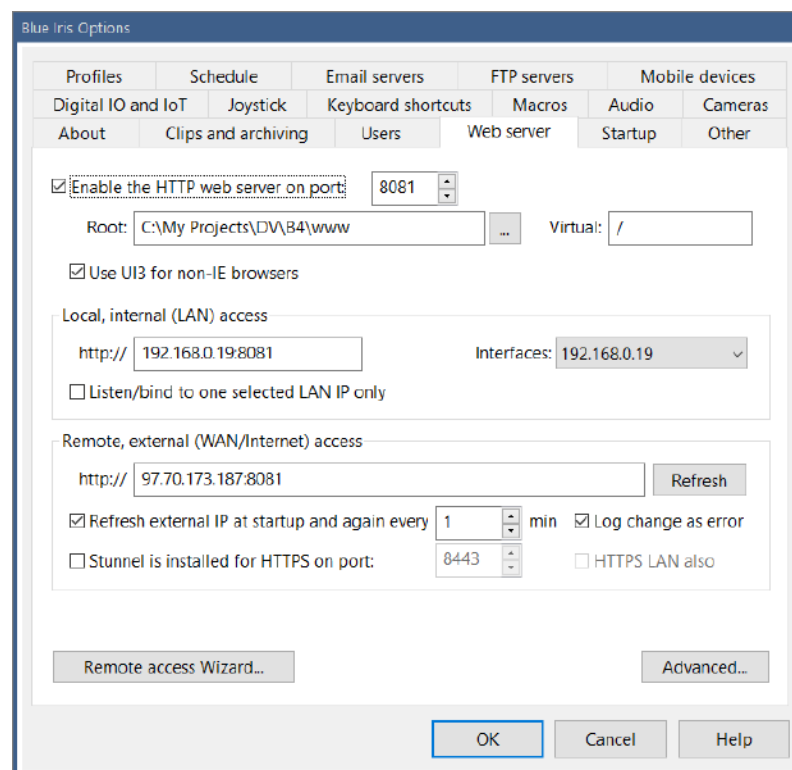 Blue Iris Options
Profiles Schedule Email servers FTP servers Mobile devices
Digital IO and IoT Joystick Keyboard shortcuts Macros Audio Cameras
About Clips and archiving Users Web server Startup Other
Enable the HTTP web server on port: 8081
Root: C:\My Projects\DV\B4\www ... Virtual: /
Use UI3 for non-IE browsers
Local, internal (LAN) access
http:// 192.168.0.19:8081 Interfaces: 192.168.0.19
Listen/bind to one selected LAN IP only
Remote, external (WAN/Internet) access
http:// 97.70.173.187:8081 Refresh
Refresh external IP at startup and again every 1 min Log change as error
Stunnel is installed for HTTPS on port: 8443 HTTPS LAN also
Remote access Wizard... Advanced...
OK Cancel Help